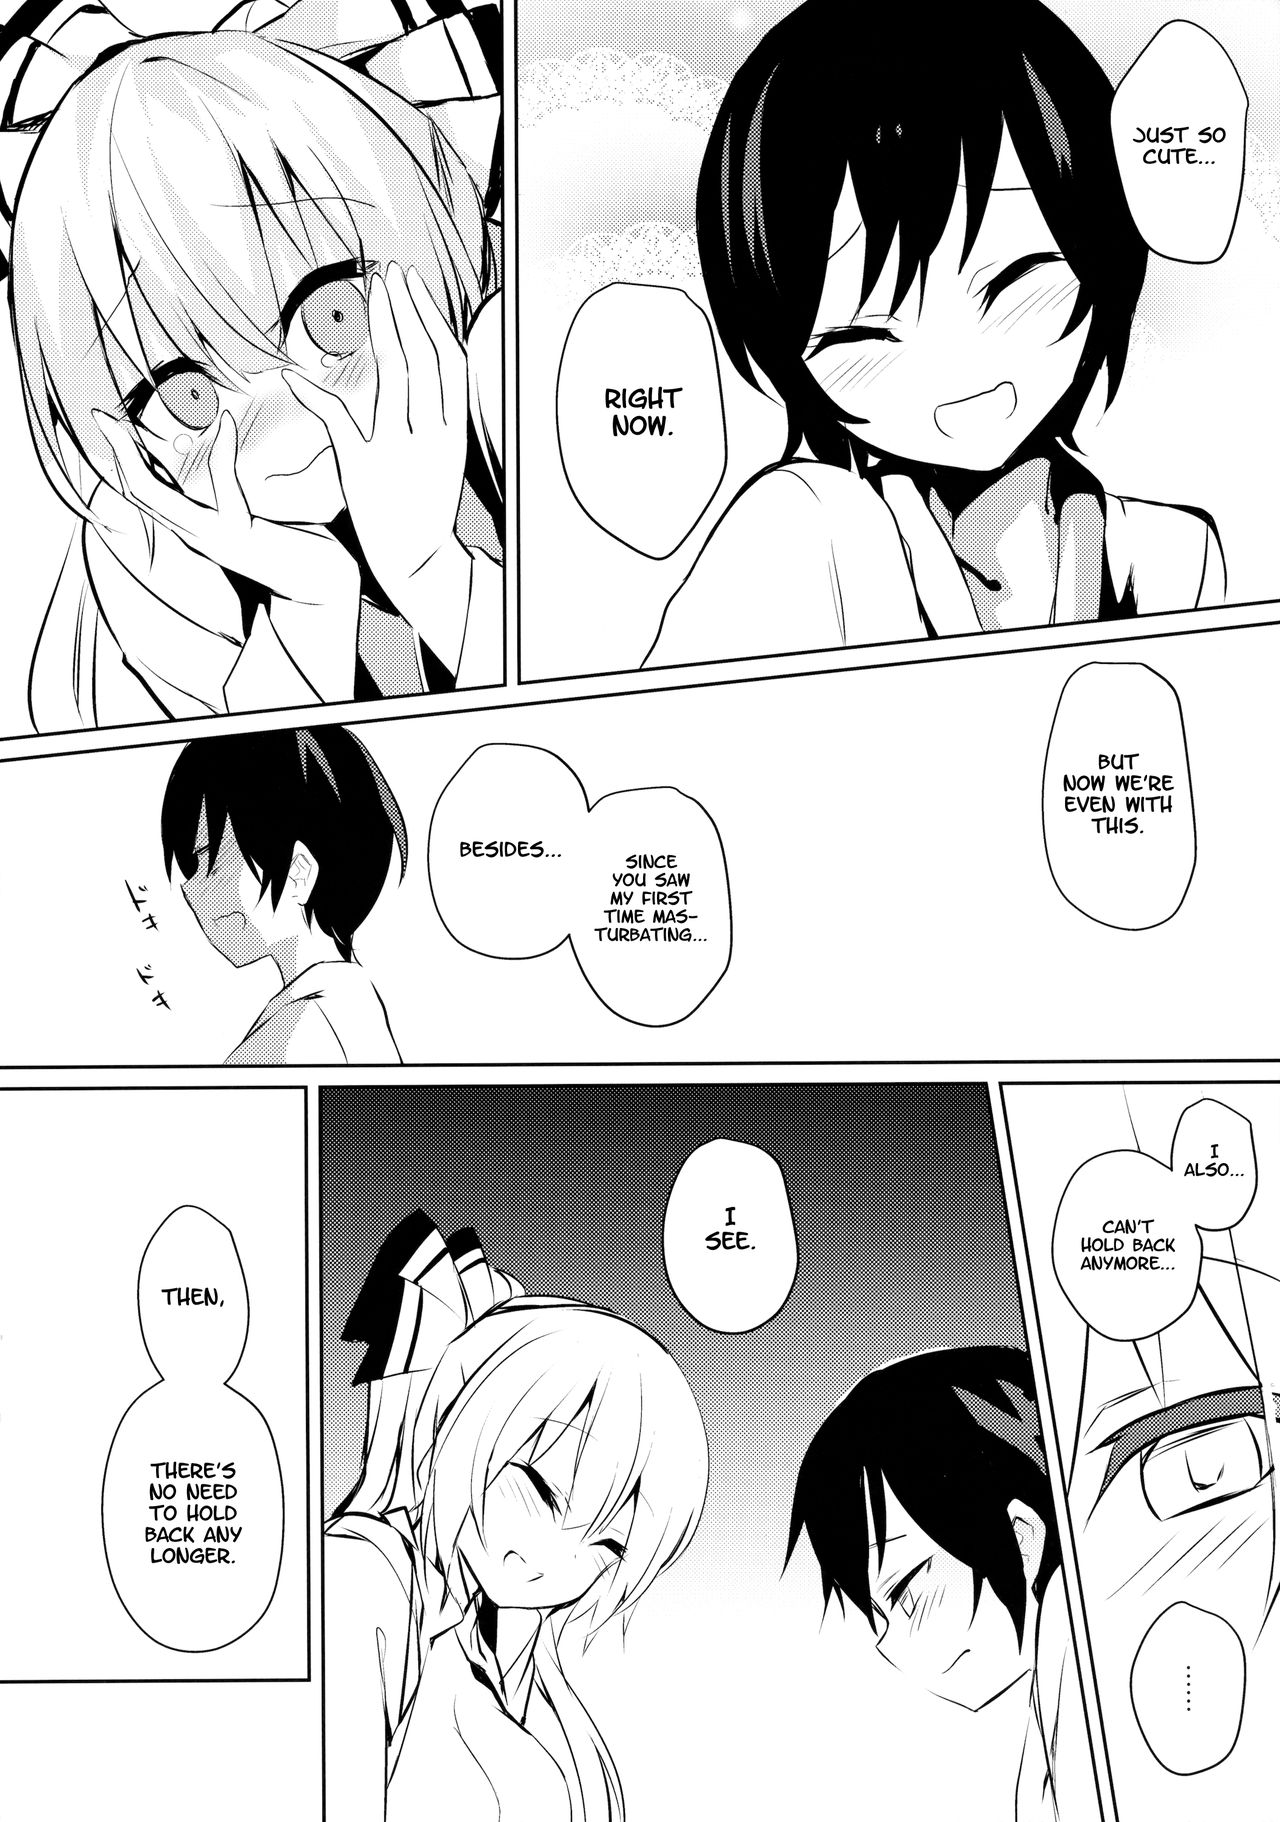 JUST SO
CUTE...
RIGHT
NOW.
BUT
NOW WE'RE
EVEN WITH
THIS.
BESIDES...
SINCE
YOU SAW
MY FIRST
TIME MAS-
TURBATING...
ドキ
ドキ
I
ALSO...
CAN'T
HOLD BACK
ANYMORE...
......
I
SEE.
THEN,
THERE'S
NO NEED
TO HOLD
BACK ANY
LONGER.